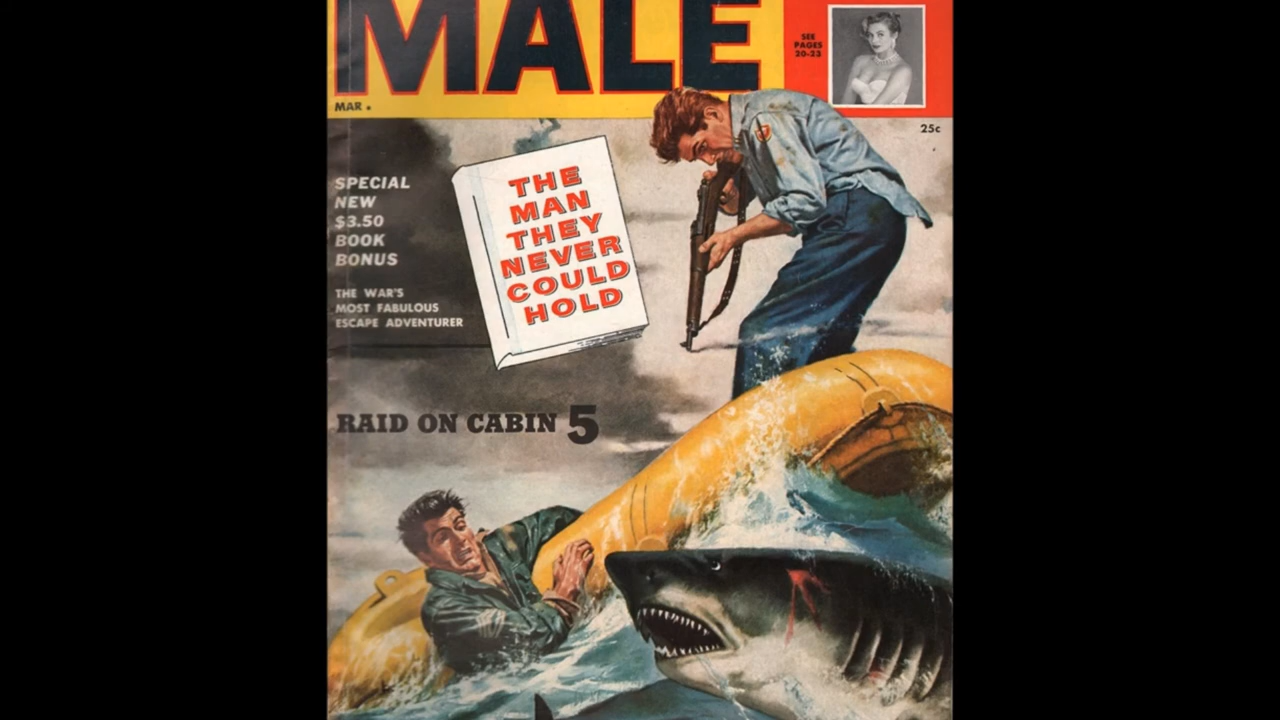 MALE
SEE
PAGES
20-23
MAR.
25c
SPECIAL
NEW
$3.50
BOOK
BONUS
THE WAR'S
MOST FABULOUS
ESCAPE ADVENTURER
THE
MAN
THEY
NEVER
COULD
HOLD
RAID ON CABIN 5